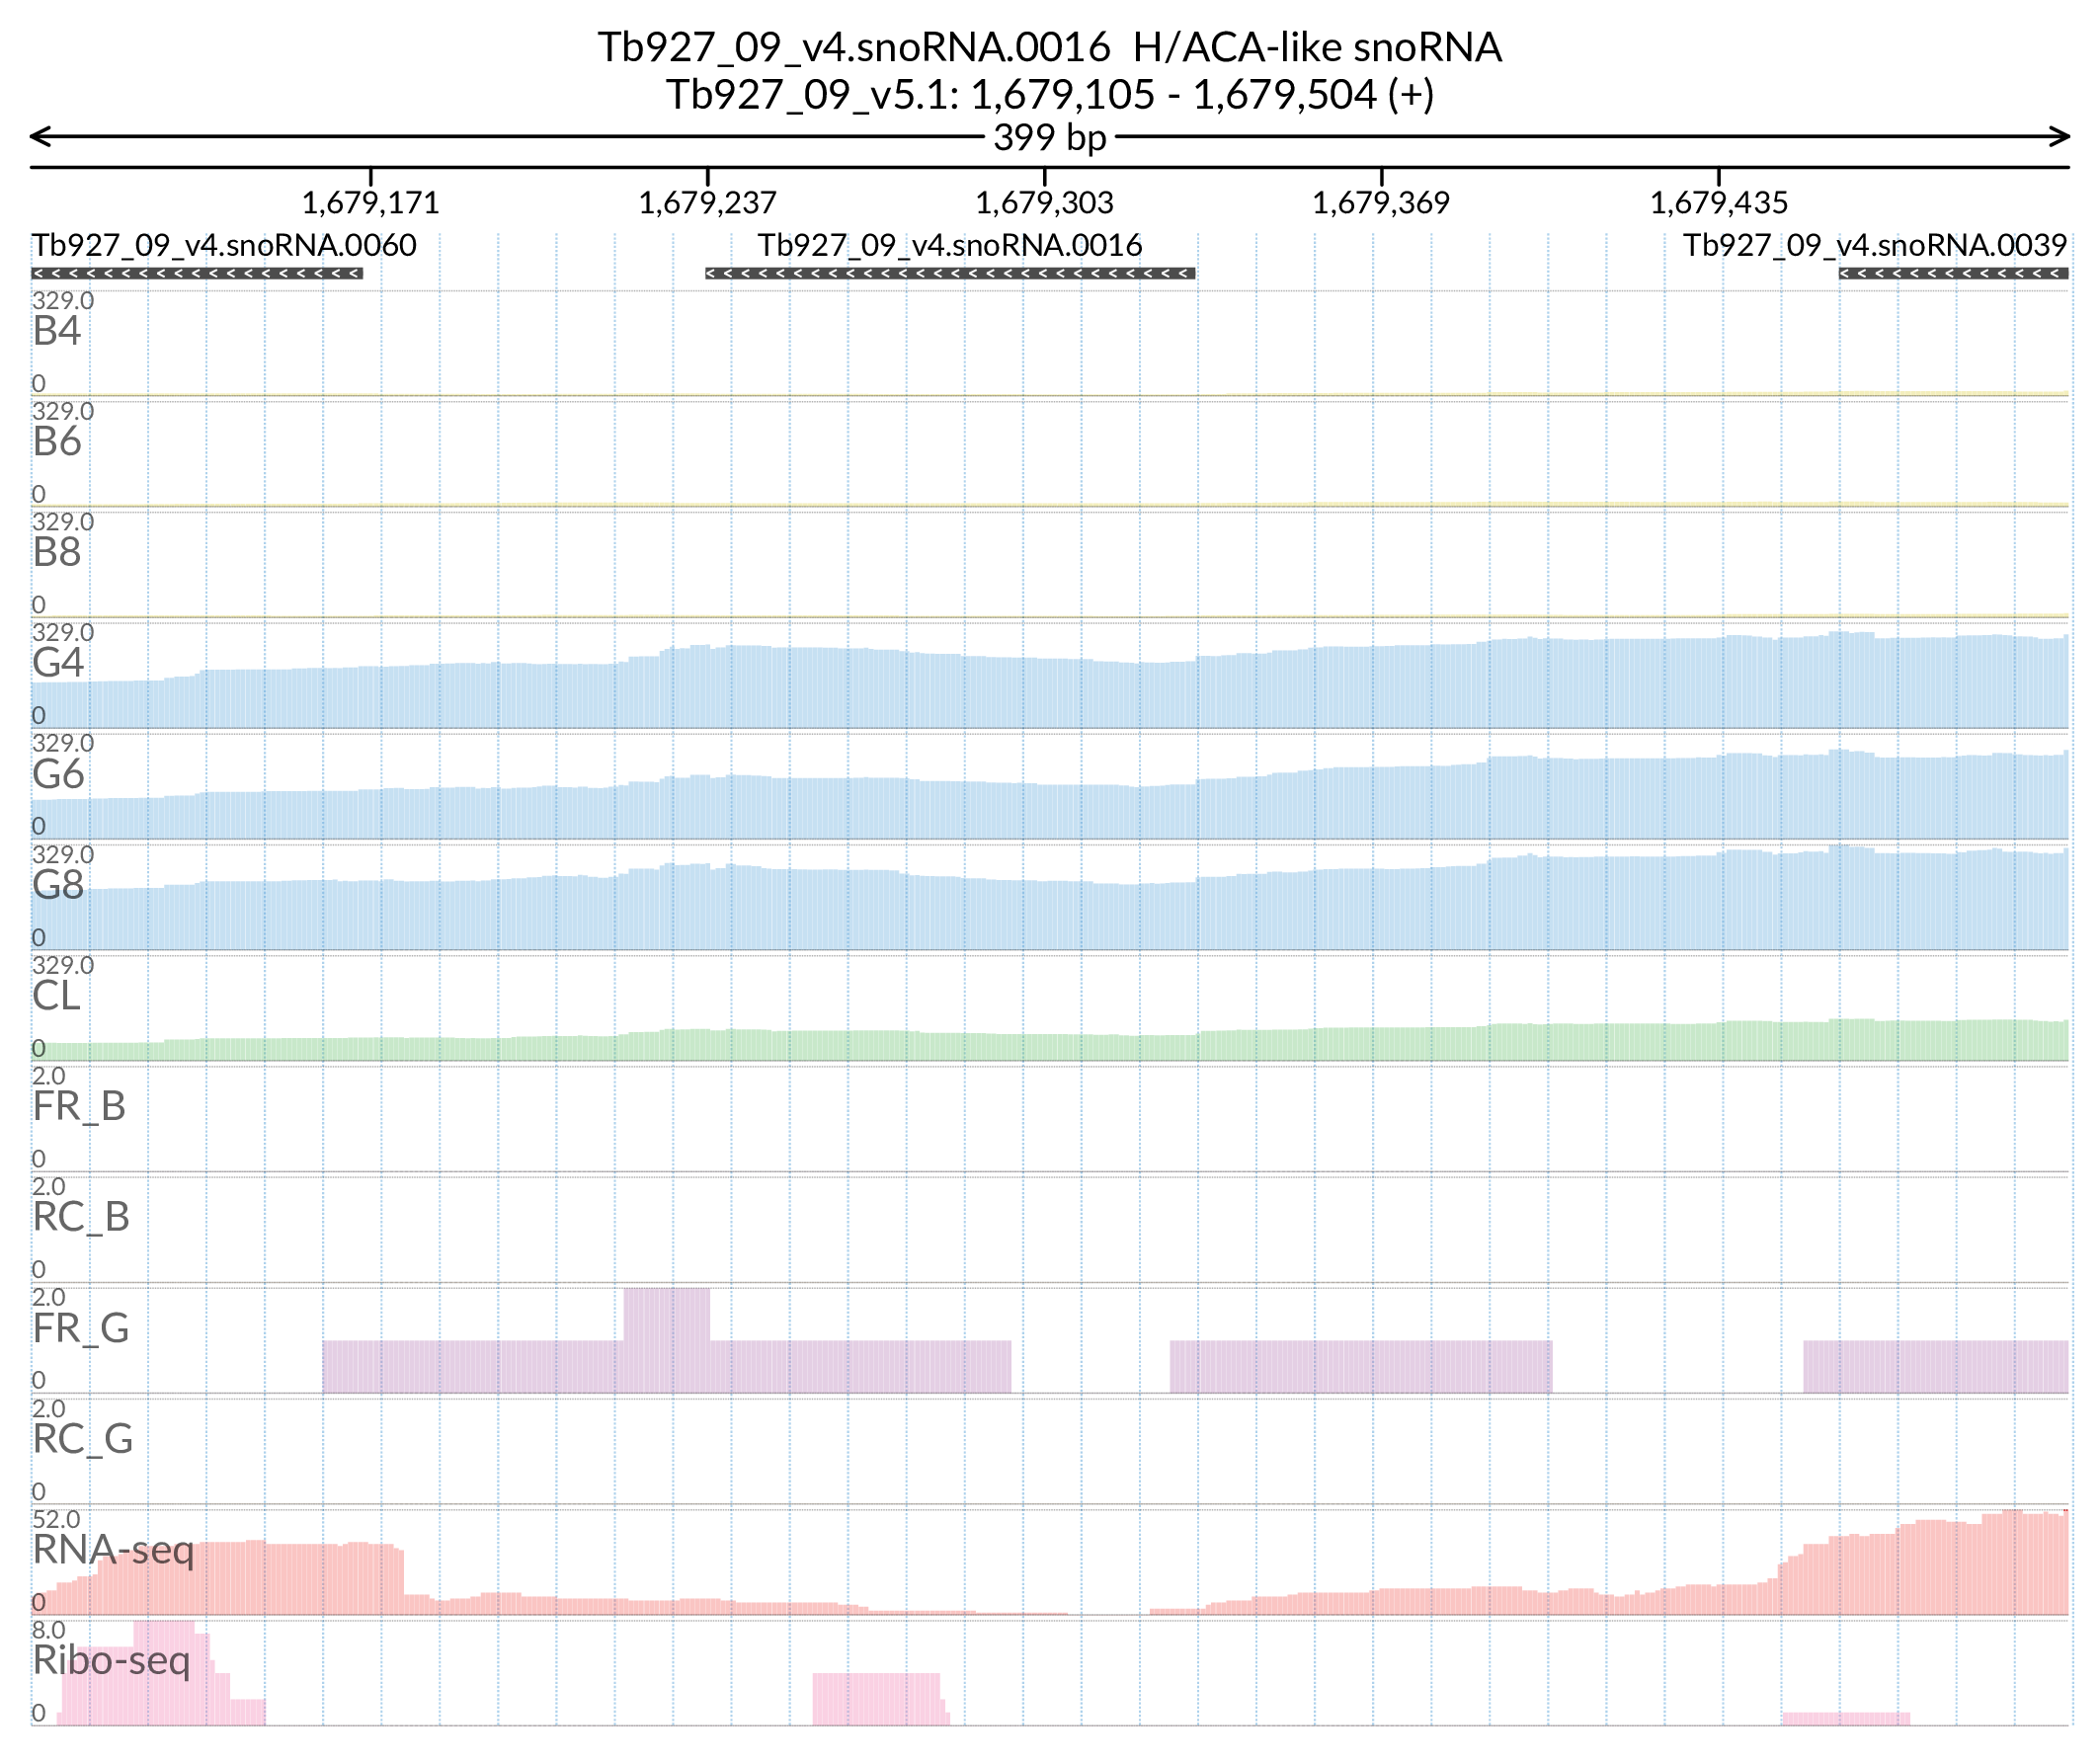 Tb927_09_v4.snoRNA.0016 H/ACA-like snoRNA
Tb927_09_v5.1: 1,679,105 - 1,679,504 (+)
399 bp
1,679,171 1,679,237 1,679,303 1,679,369 1,679,435
Tb927_09_v4.snoRNA.0060 Tb927_09_v4.snoRNA.0016 Tb927_09_v4.snoRNA.0039
329.0
B4
0
329.0
B6
0
329.0
B8
0
329.0
G4
0
329.0
G6
0
329.0
G8
0
329.0
CL
0
2.0
FR_B
0
2.0
RC_B
0
2.0
FR_G
0
2.0
RC_G
0
52.0
RNA-seq
0
8.0
Ribo-seq
0